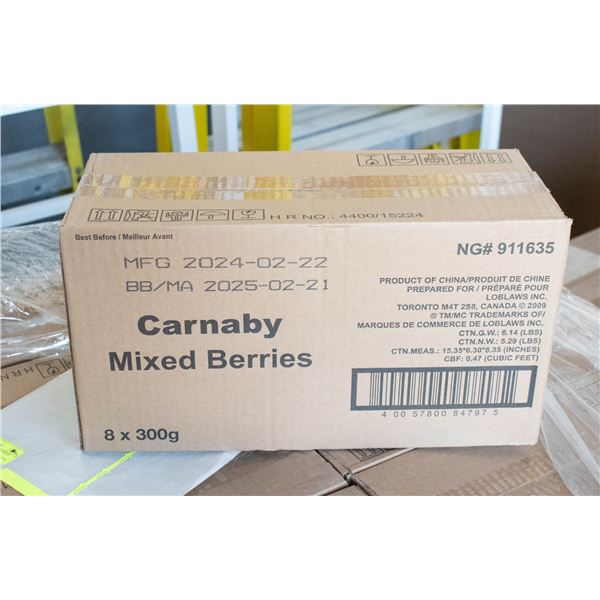 H R NO.: 4400/15224
Best Before / Meilleur Avant
MFG 2024-02-22
BB/MA 2025-02-21
Carnaby
Mixed Berries
8 x 300g
NG# 911635
PRODUCT OF CHINA/PRODUIT DE CHINE
PREPARED FOR / PRÉPARÉ POUR
LOBLAWS INC.
TORONTO M4T 2S8, CANADA © 2009
® TM/MC TRADEMARKS OF/
MARQUES DE COMMERCE DE LOBLAWS INC.
CTN.G.W.: 6.14 (LBS)
CTN.N.W.: 5.29 (LBS)
CTN.MEAS.: 15.35*6.30*8.35 (INCHES)
CBF: 0.47 (CUBIC FEET)
4 00 57800 84797 5